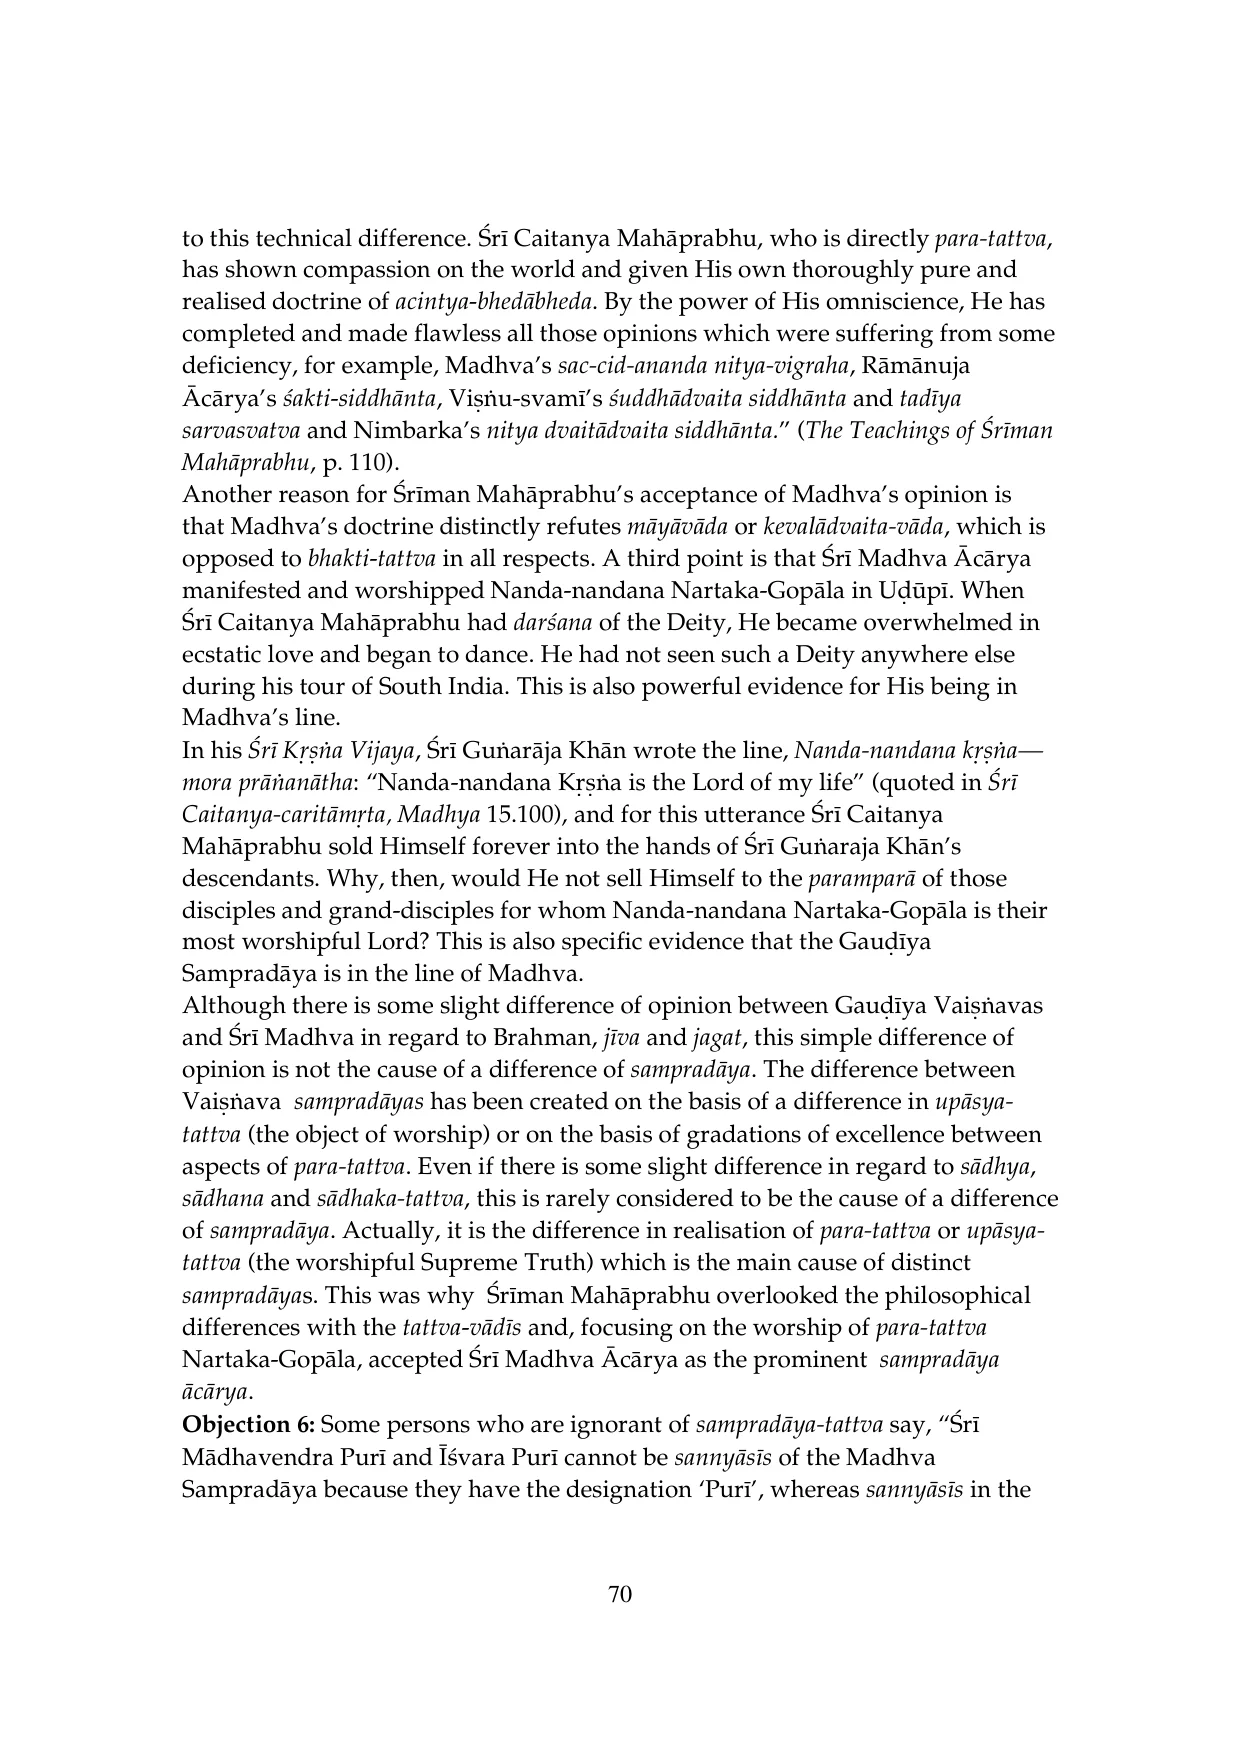 to this technical difference. Śrī Caitanya Mahāprabhu, who is directly para-tattva,
has shown compassion on the world and given His own thoroughly pure and
realised doctrine of acintya-bhedābheda. By the power of His omniscience, He has
completed and made flawless all those opinions which were suffering from some
deficiency, for example, Madhva’s sac-cid-ananda nitya-vigraha, Rāmānuja
Ācārya’s śakti-siddhānta, Viṣṅu-svamī’s śuddhādvaita siddhānta and tadīya
sarvasvatva and Nimbarka’s nitya dvaitādvaita siddhānta.” (The Teachings of Śrīman
Mahāprabhu, p. 110).
Another reason for Śrīman Mahāprabhu’s acceptance of Madhva’s opinion is
that Madhva’s doctrine distinctly refutes māyāvāda or kevalādvaita-vāda, which is
opposed to bhakti-tattva in all respects. A third point is that Śrī Madhva Ācārya
manifested and worshipped Nanda-nandana Nartaka-Gopāla in Uḍūpī. When
Śrī Caitanya Mahāprabhu had darśana of the Deity, He became overwhelmed in
ecstatic love and began to dance. He had not seen such a Deity anywhere else
during his tour of South India. This is also powerful evidence for His being in
Madhva’s line.
In his Śrī Kṛṣṅa Vijaya, Śrī Guṅarāja Khān wrote the line, Nanda-nandana kṛṣṅa—
mora prāṅanātha: “Nanda-nandana Kṛṣṅa is the Lord of my life” (quoted in Śrī
Caitanya-caritāmṛta, Madhya 15.100), and for this utterance Śrī Caitanya
Mahāprabhu sold Himself forever into the hands of Śrī Guṅaraja Khān’s
descendants. Why, then, would He not sell Himself to the paramparā of those
disciples and grand-disciples for whom Nanda-nandana Nartaka-Gopāla is their
most worshipful Lord? This is also specific evidence that the Gauḍīya
Sampradāya is in the line of Madhva.
Although there is some slight difference of opinion between Gauḍīya Vaiṣṅavas
and Śrī Madhva in regard to Brahman, jīva and jagat, this simple difference of
opinion is not the cause of a difference of sampradāya. The difference between
Vaiṣṅava  sampradāyas has been created on the basis of a difference in upāsya-
tattva (the object of worship) or on the basis of gradations of excellence between
aspects of para-tattva. Even if there is some slight difference in regard to sādhya,
sādhana and sādhaka-tattva, this is rarely considered to be the cause of a difference
of sampradāya. Actually, it is the difference in realisation of para-tattva or upāsya-
tattva (the worshipful Supreme Truth) which is the main cause of distinct
sampradāyas. This was why  Śrīman Mahāprabhu overlooked the philosophical
differences with the tattva-vādīs and, focusing on the worship of para-tattva
Nartaka-Gopāla, accepted Śrī Madhva Ācārya as the prominent  sampradāya
ācārya.
Objection 6: Some persons who are ignorant of sampradāya-tattva say, “Śrī
Mādhavendra Purī and Īśvara Purī cannot be sannyāsīs of the Madhva
Sampradāya because they have the designation ‘Purī’, whereas sannyāsīs in the
70